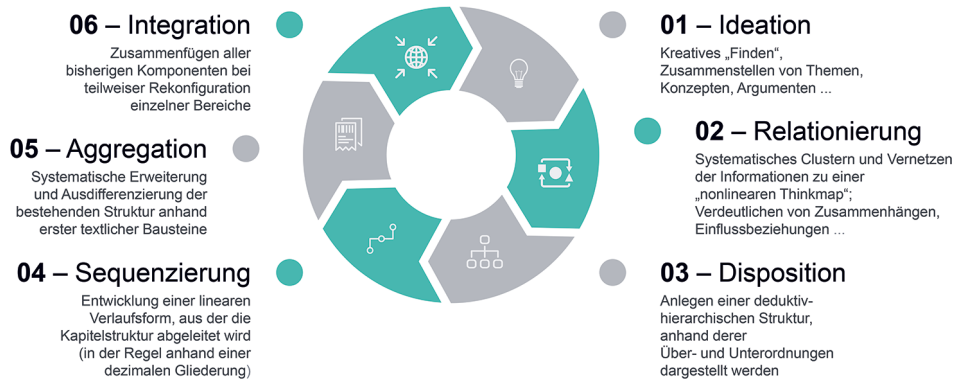 01 – Ideation
Kreatives „Finden“,
Zusammenstellen von Themen,
Konzepten, Argumenten ...
02 – Relationierung
Systematisches Clustern und Vernetzen
der Informationen zu einer
„nonlinearen Thinkmap“;
Verdeutlichen von Zusammenhängen,
Einflussbeziehungen ...
03 – Disposition
Anlegen einer deduktiv-
hierarchischen Struktur,
anhand derer
Über- und Unterordnungen
dargestellt werden
04 – Sequenzierung
Entwicklung einer linearen
Verlaufsform, aus der die
Kapitelstruktur abgeleitet wird
(in der Regel anhand einer
dezimalen Gliederung)
05 – Aggregation
Systematische Erweiterung
und Ausdifferenzierung der
bestehenden Struktur anhand
erster textlicher Bausteine
06 – Integration
Zusammenfügen aller
bisherigen Komponenten bei
teilweiser Rekonfiguration
einzelner Bereiche